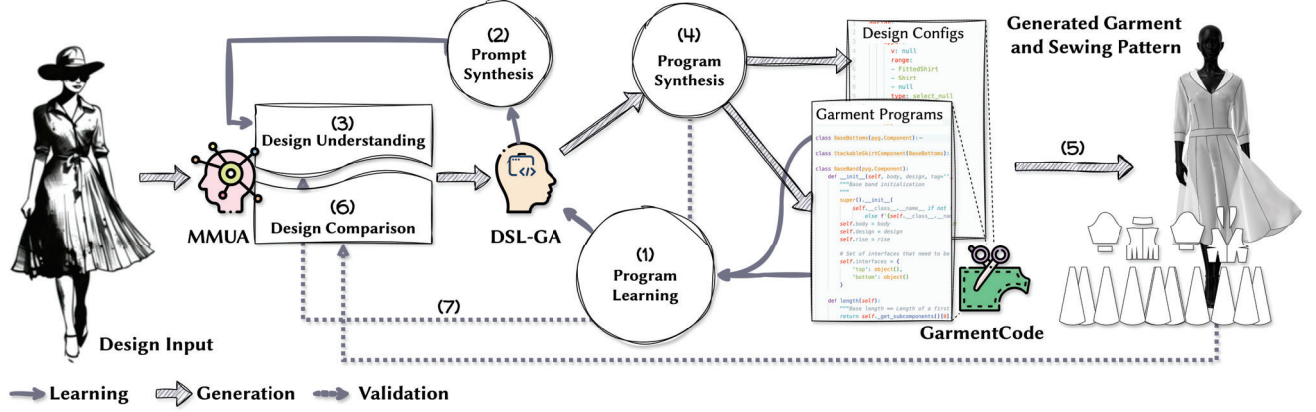 (2)
Prompt
Synthesis
(4)
Program
Synthesis
Design Configs
v: null
range:
- FittedShirt
- Shirt
- null
type: select_null
Generated Garment
and Sewing Pattern
(3)
Design Understanding
(6)
Design Comparison
MMUA
DSL-GA
(1)
Program
Learning
Garment Programs
class BaseBottoms(pyg.Component):
class StackableSkirtComponent(BaseBottoms):
class BaseBand(pyg.Component):
def __init__(self, body, design, tag='',
"""Base band initialization
"""
super().__init__(
self.__class__.__name__ if not
else f'{self.__class__.__na
self.body = body
self.design = design
self.rise = rise
# Set of interfaces that need to be
self.interfaces = {
'top': object(),
'bottom': object()
}
def length(self):
"""Base length == Length of a first
return self._get_subcomponents()[0].
(5)
GarmentCode
(7)
Design Input
Learning
Generation
Validation